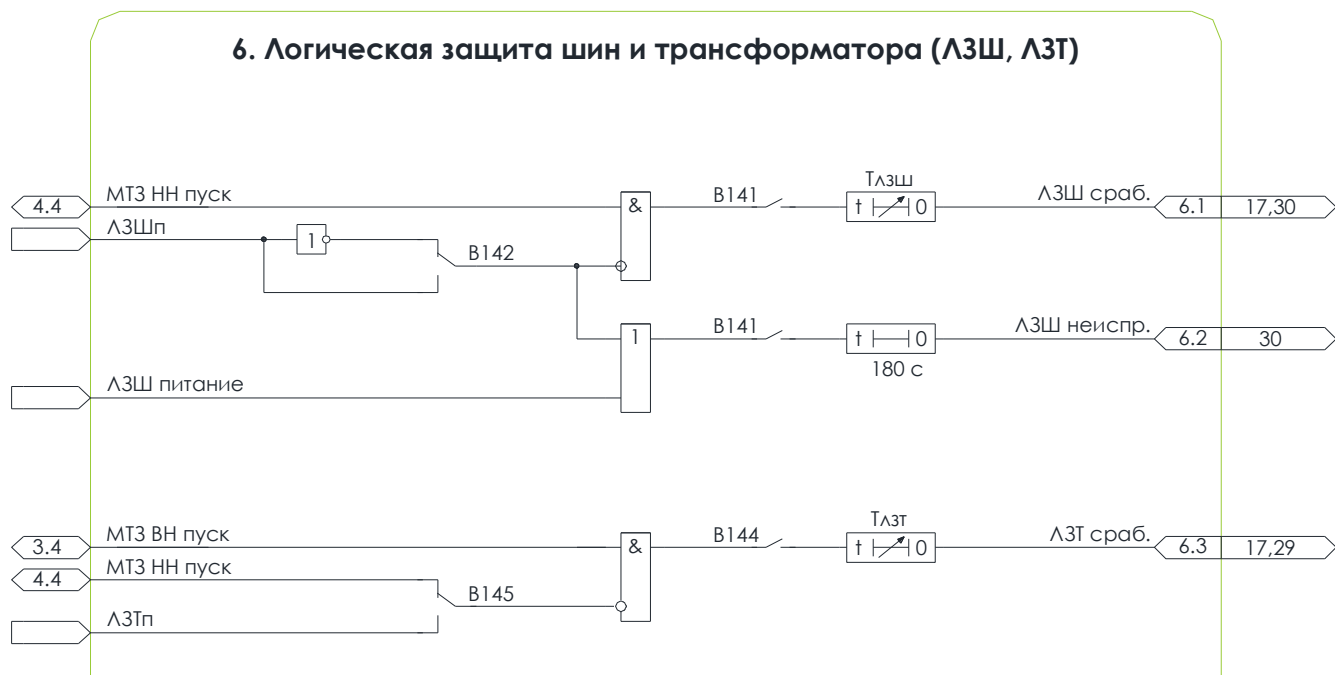 6. Логическая защита шин и трансформатора (ЛЗШ, ЛЗТ)
4.4 МТЗ НН пуск & В141 Тлзш t 0 ЛЗШ сраб. 6.1 17,30
ЛЗШп 1 В142
1 В141 t 0 180 с ЛЗШ неиспр. 6.2 30
ЛЗШ питание
3.4 МТЗ ВН пуск & В144 Тлзт t 0 ЛЗТ сраб. 6.3 17,29
4.4 МТЗ НН пуск
В145
ЛЗТп